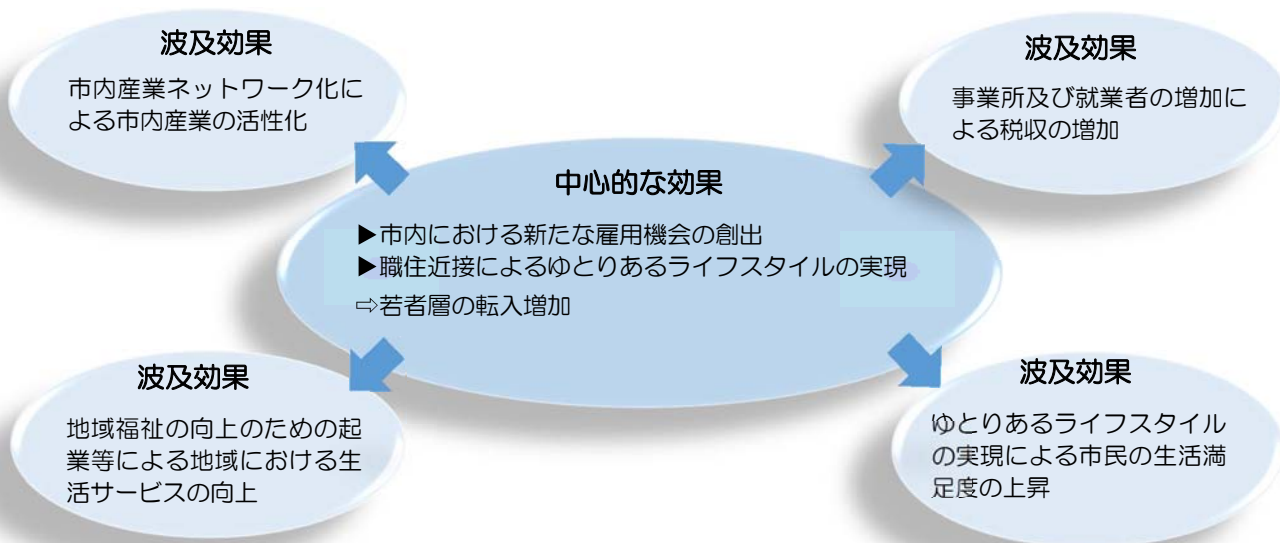 波及効果
市内産業ネットワーク化に
よる市内産業の活性化
波及効果
事業所及び就業者の増加に
よる税収の増加
中心的な効果
▶市内における新たな雇用機会の創出
▶職住近接によるゆとりあるライフスタイルの実現
⇨若者層の転入増加
波及効果
地域福祉の向上のための起
業等による地域における生
活サービスの向上
波及効果
ゆとりあるライフスタイル
の実現による市民の生活満
足度の上昇